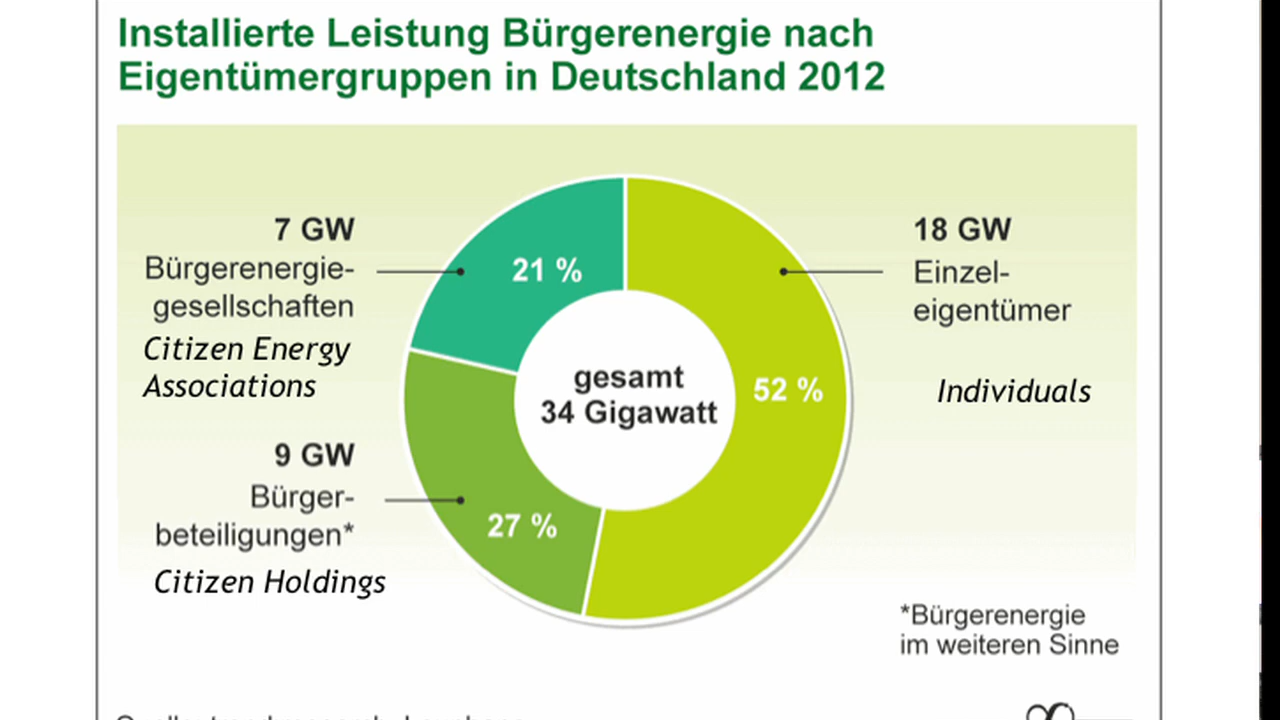 Installierte Leistung Bürgerenergie nach
Eigentümergruppen in Deutschland 2012
7 GW
Bürgerenergie-
gesellschaften
Citizen Energy
Associations
21 %
18 GW
Einzel-
eigentümer
Individuals
52 %
gesamt
34 Gigawatt
9 GW
Bürger-
beteiligungen*
Citizen Holdings
27 %
*Bürgerenergie
im weiteren Sinne